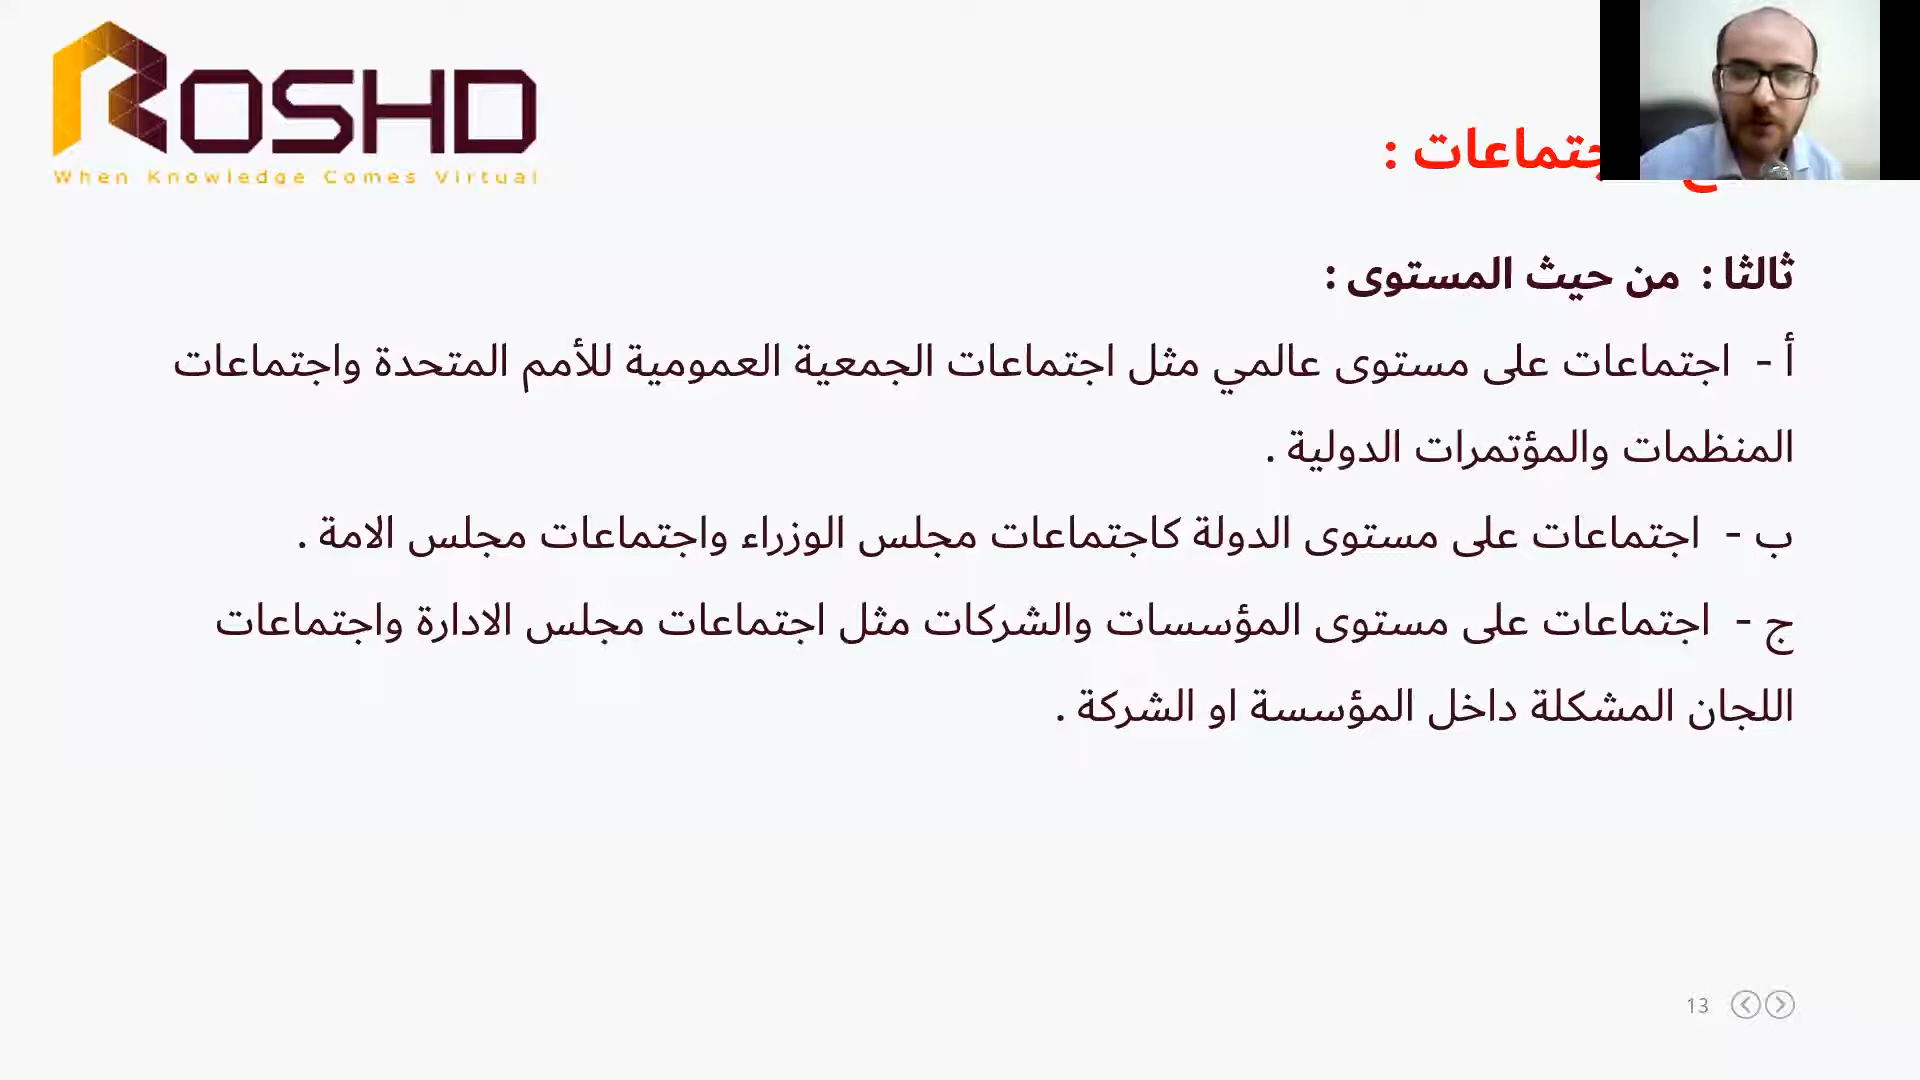 ROSHD
When Knowledge Comes Virtual
ثالثا : من حيث المستوى :
أ - اجتماعات على مستوى عالمي مثل اجتماعات الجمعية العمومية للأمم المتحدة واجتماعات
المنظمات والمؤتمرات الدولية .
ب - اجتماعات على مستوى الدولة كاجتماعات مجلس الوزراء واجتماعات مجلس الامة .
ج - اجتماعات على مستوى المؤسسات والشركات مثل اجتماعات مجلس الادارة واجتماعات
اللجان المشكلة داخل المؤسسة او الشركة .
13